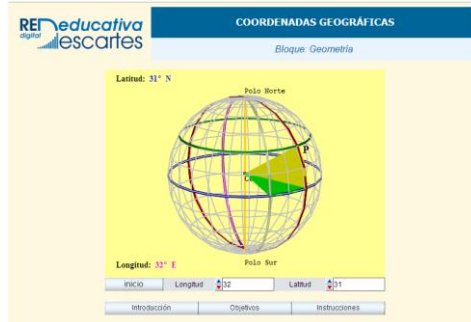 RED educativa
digital
descartes
COORDENADAS GEOGRÁFICAS
Bloque: Geometría
Latitud: 31° N
Polo Norte
P
C
Longitud: 32° E
Polo Sur
inicio Longitud 32 Latitud 31
Introducción Objetivos Instrucciones